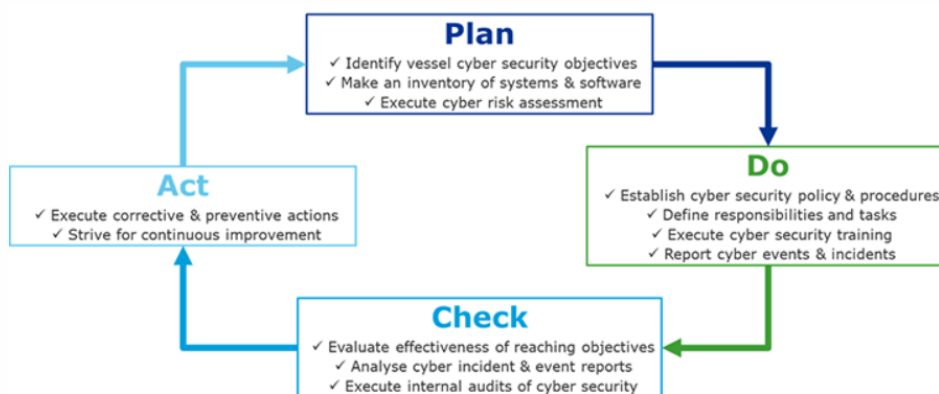 Plan
✓ Identify vessel cyber security objectives
✓ Make an inventory of systems & software
✓ Execute cyber risk assessment
Do
✓ Establish cyber security policy & procedures
✓ Define responsibilities and tasks
✓ Execute cyber security training
✓ Report cyber events & incidents
Check
✓ Evaluate effectiveness of reaching objectives
✓ Analyse cyber incident & event reports
✓ Execute internal audits of cyber security
Act
✓ Execute corrective & preventive actions
✓ Strive for continuous improvement